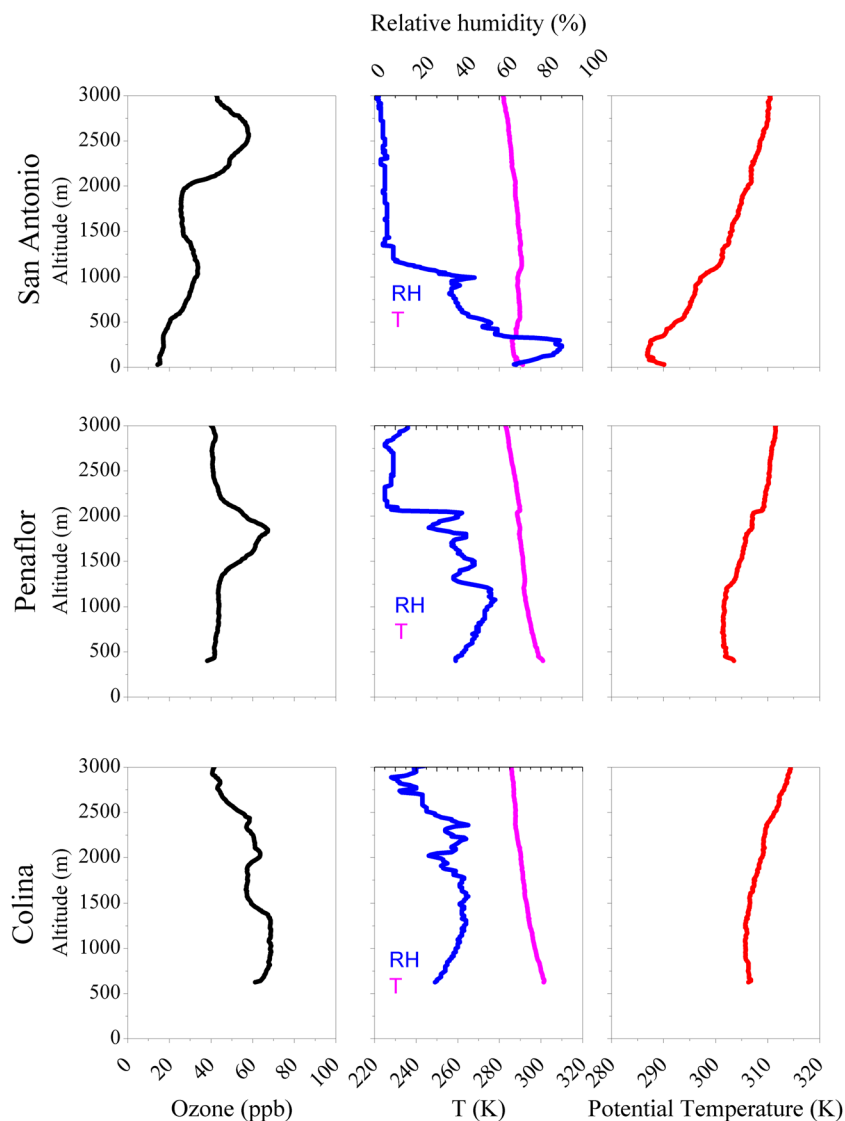 Relative humidity (%)
0 20 40 60 80 100
San Antonio
Altitude (m)
3000
2500
2000
1500
1000
500
0
RH
T
Penaflor
Altitude (m)
3000
2500
2000
1500
1000
500
0
RH
T
Colina
Altitude (m)
3000
2500
2000
1500
1000
500
0
RH
T
0 20 40 60 80 100
220 240 260 280 300 320
280 290 300 310 320
Ozone (ppb)
T (K)
Potential Temperature (K)